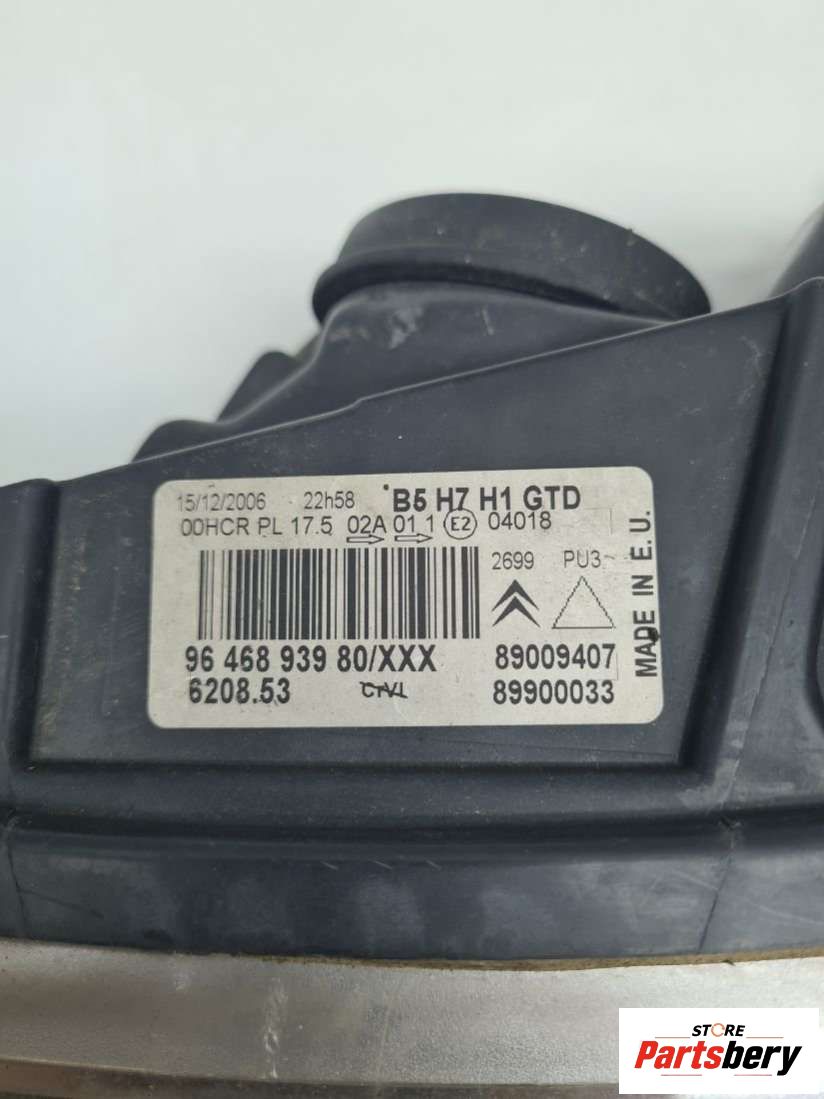 15/12/2006 22h58 B5 H7 H1 GTD
00HCR PL 17.5 02A 01 1 E2 04018
2699 PU3
96 468 939 80/XXX 89009407
6208.53 89900033
MADE IN E.U.
STORE
Partsbery